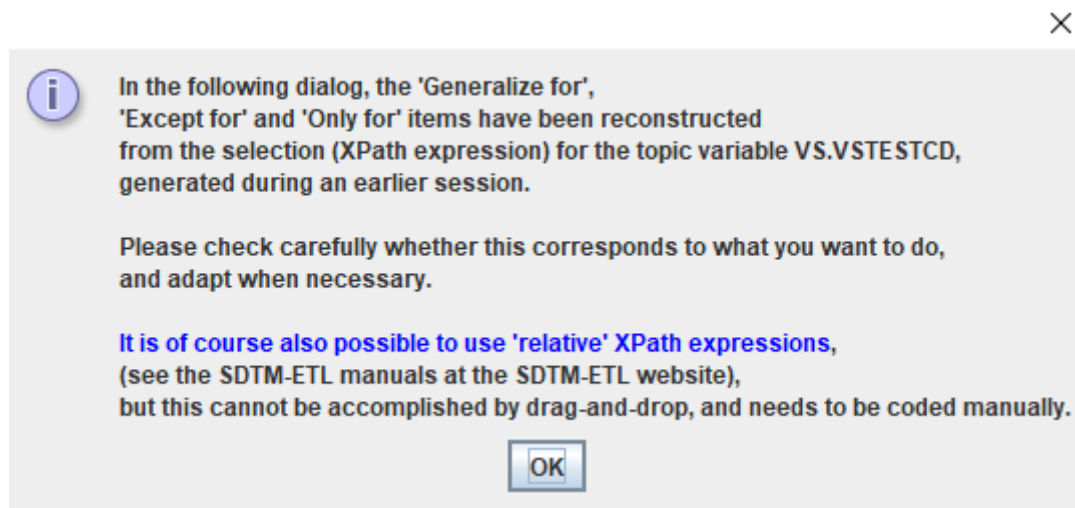 In the following dialog, the 'Generalize for',
'Except for' and 'Only for' items have been reconstructed
from the selection (XPath expression) for the topic variable VS.VSTESTCD,
generated during an earlier session.
Please check carefully whether this corresponds to what you want to do,
and adapt when necessary.
It is of course also possible to use 'relative' XPath expressions,
(see the SDTM-ETL manuals at the SDTM-ETL website),
but this cannot be accomplished by drag-and-drop, and needs to be coded manually.
OK